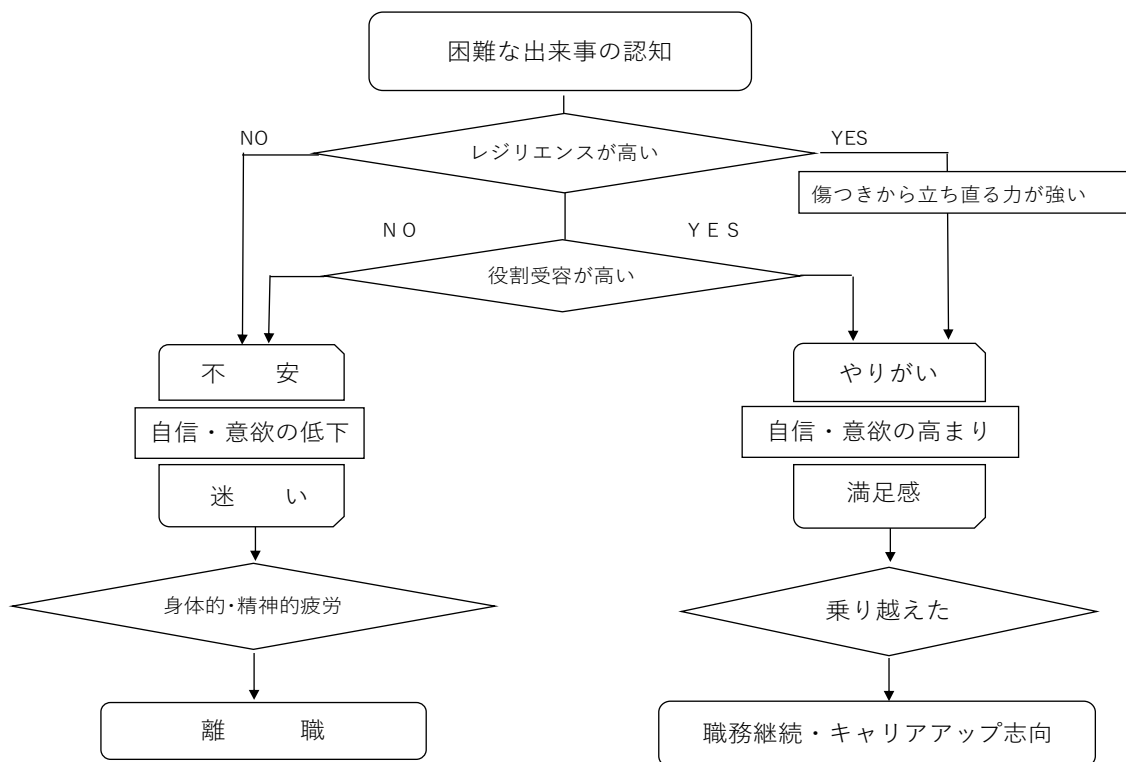 困難な出来事の認知
NO
YES
レジリエンスが高い
傷つきから立ち直る力が強い
NO
YES
役割受容が高い
不　　安
やりがい
自信・意欲の低下
自信・意欲の高まり
迷　　い
満足感
身体的・精神的疲労
乗り越えた
離　　職
職務継続・キャリアアップ志向